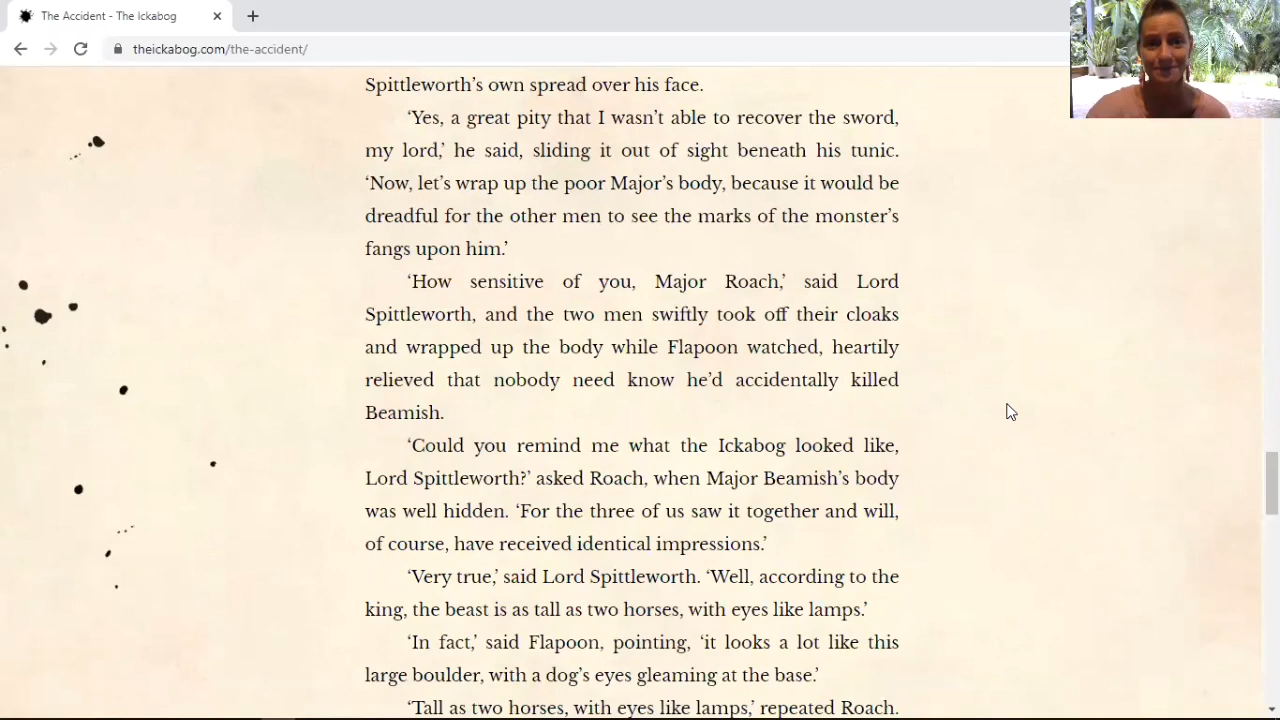 The Accident - The Ickabog
theickabog.com/the-accident/
Spittleworth’s own spread over his face.
‘Yes, a great pity that I wasn’t able to recover the sword,
my lord,’ he said, sliding it out of sight beneath his tunic.
‘Now, let’s wrap up the poor Major’s body, because it would be
dreadful for the other men to see the marks of the monster’s
fangs upon him.’
‘How sensitive of you, Major Roach,’ said Lord
Spittleworth, and the two men swiftly took off their cloaks
and wrapped up the body while Flapoon watched, heartily
relieved that nobody need know he’d accidentally killed
Beamish.
‘Could you remind me what the Ickabog looked like,
Lord Spittleworth?’ asked Roach, when Major Beamish’s body
was well hidden. ‘For the three of us saw it together and will,
of course, have received identical impressions.’
‘Very true,’ said Lord Spittleworth. ‘Well, according to the
king, the beast is as tall as two horses, with eyes like lamps.’
‘In fact,’ said Flapoon, pointing, ‘it looks a lot like this
large boulder, with a dog’s eyes gleaming at the base.’
‘Tall as two horses, with eyes like lamps,’ repeated Roach.